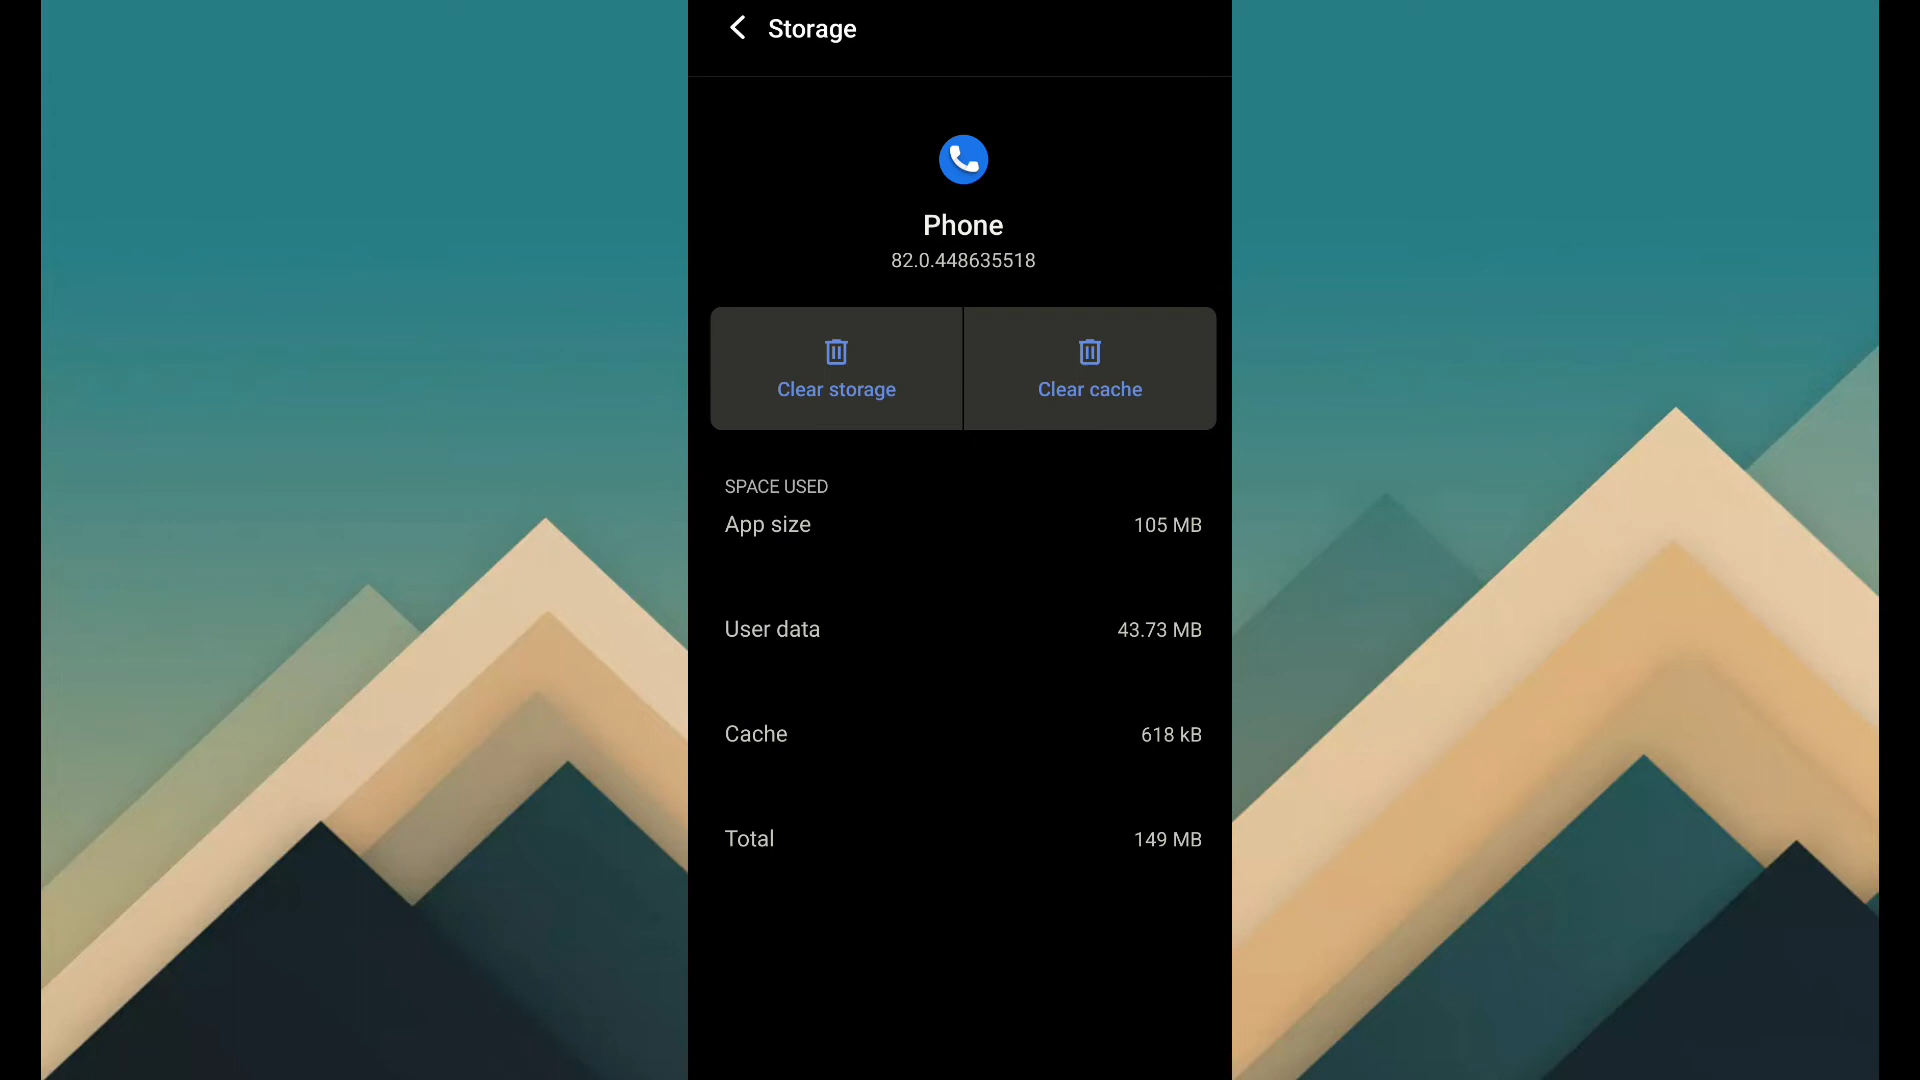 Storage
Phone
82.0.448635518
Clear storage
Clear cache
SPACE USED
App size 105 MB
User data 43.73 MB
Cache 618 kB
Total 149 MB